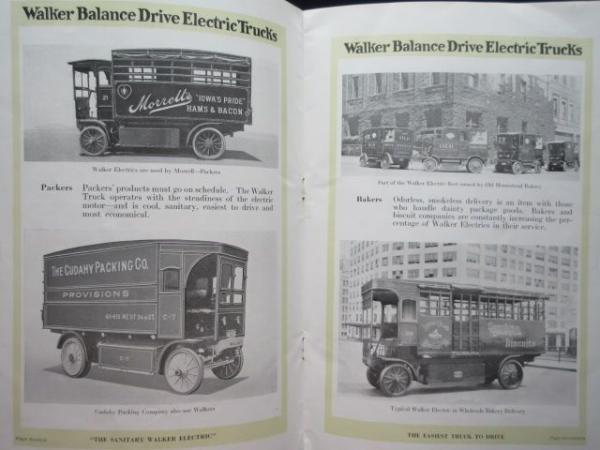 Walker Balance Drive Electric Trucks
21
Morrell's
"IOWA'S PRIDE"
HAMS & BACON
Walker Electrics are used by Morrell—Packers
Packers Packers' products must go on schedule. The Walker
Truck operates with the steadiness of the electric
motor—and is cool, sanitary, easiest to drive and
most economical.
THE CUDAHY PACKING CO.
PROVISIONS
C-7
Cudahy Packing Company also use Walkers
"THE SANITARY WALKER ELECTRIC"
Walker Balance Drive Electric Trucks
Part of the Walker Electric fleet owned by Old Homestead Bakery
Bakers Odorless, smokeless delivery is an item with those
who handle dainty package goods. Bakers and
biscuit companies are constantly increasing the per-
centage of Walker Electrics in their service.
Sunshine
Biscuits
Typical Walker Electric in Wholesale Bakery Delivery
THE EASIEST TRUCK TO DRIVE